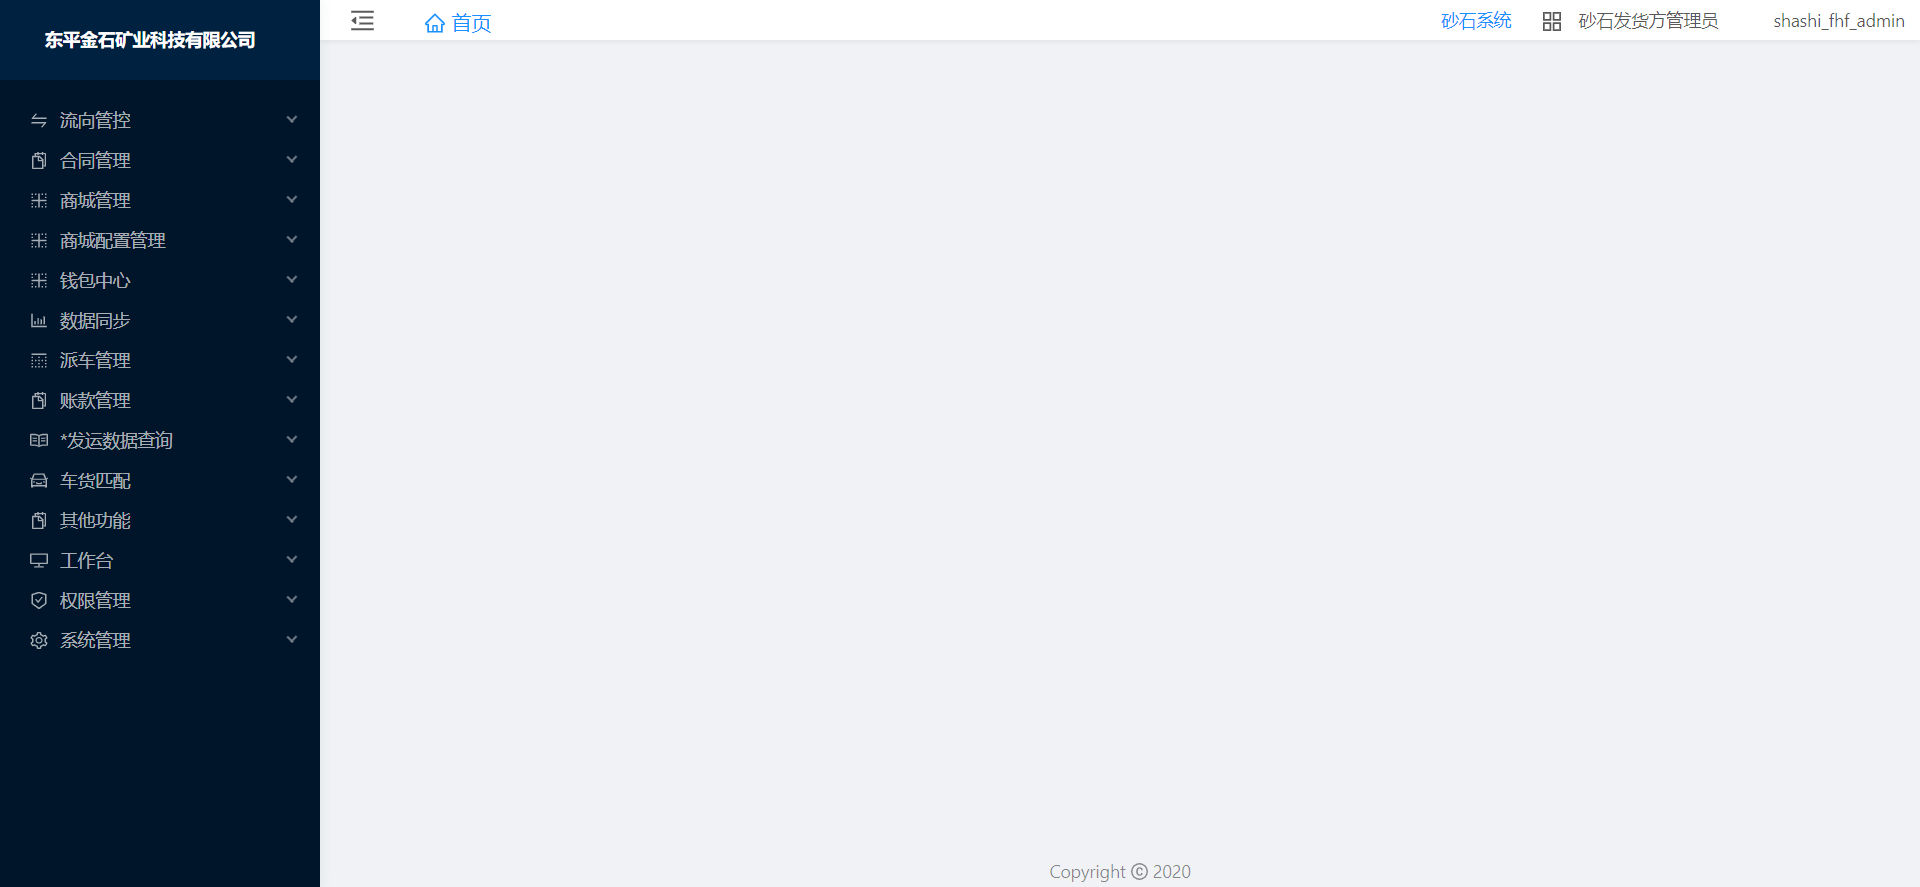 东平金石矿业科技有限公司
首页
砂石系统
砂石发货方管理员
shashi_fhf_admin
流向管控
合同管理
商城管理
商城配置管理
钱包中心
数据同步
派车管理
账款管理
*发运数据查询
车货匹配
其他功能
工作台
权限管理
系统管理
Copyright © 2020